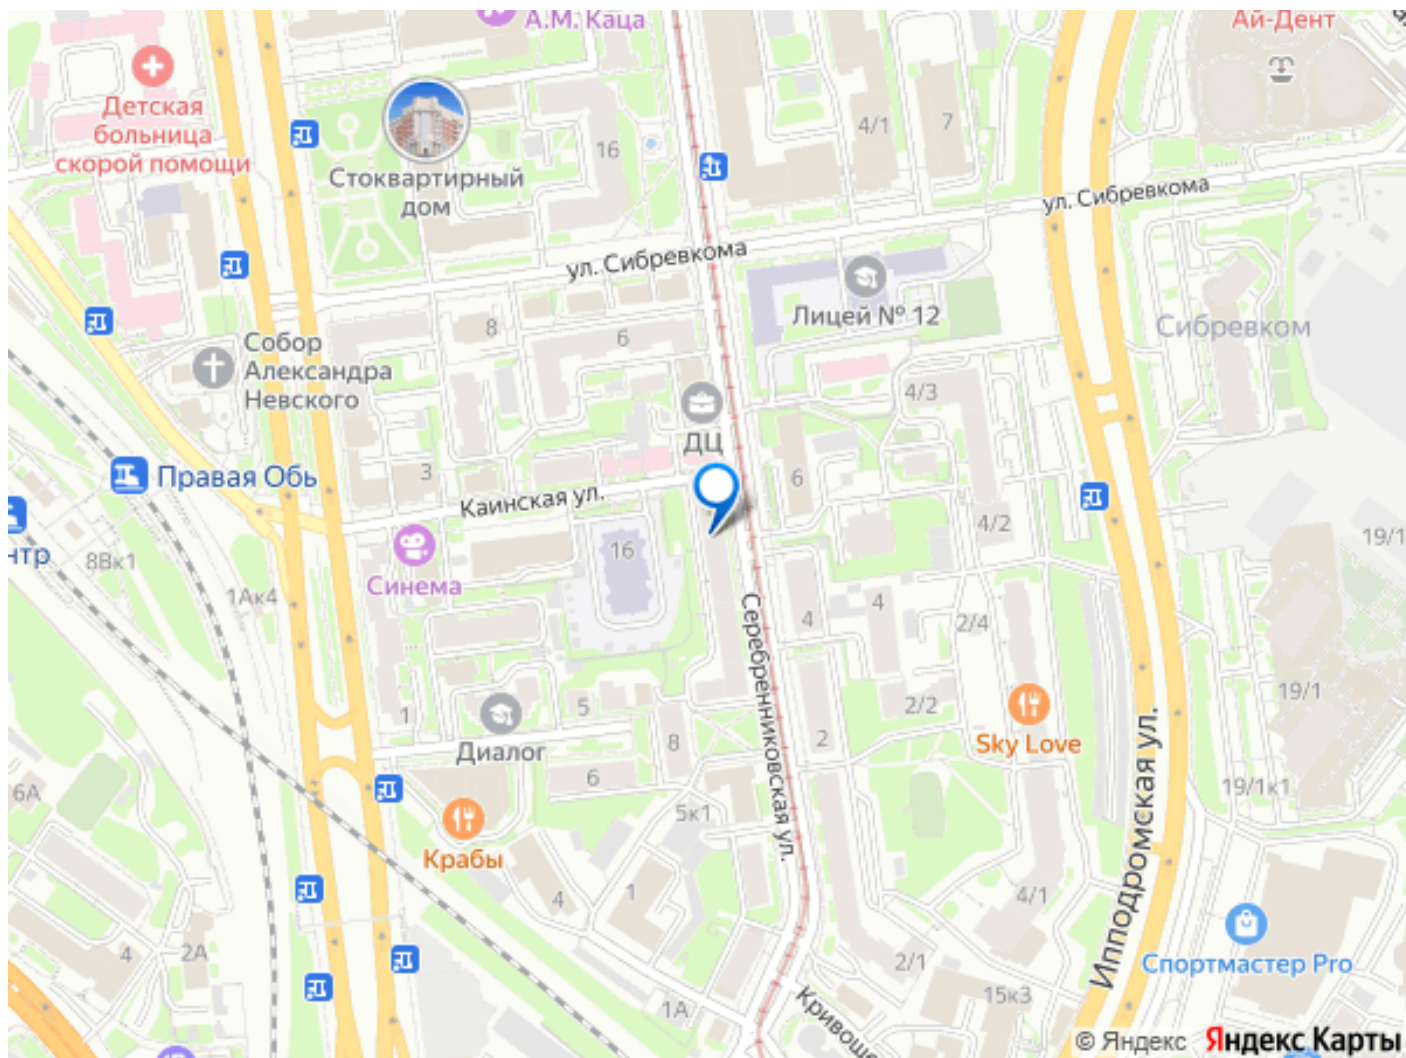 А.М. Каца
Ай-Дент
Детская
больница
скорой помощи
4/1
7
16
Стоквартирный
дом
ул. Сибревкома
ул. Сибревкома
Лицей № 12
Сибревком
8
6
Собор
Александра
Невского
4/3
ДЦ
3
6
Правая Обь
Каинская ул.
4/2
19/1
нтр
8Вк1
16
Синема
1Ак4
4
4
2/4
Серебренниковская ул.
19/1
1
5
2/2
Диалог
8
2
Sky Love
6
Ипподромская ул.
6А
5к1
19/1к1
Крабы
4
1
4/1
4
2А
2/1
Спортмастер Pro
1А
15к3
Кривоще
© Яндекс Яндекс Карты